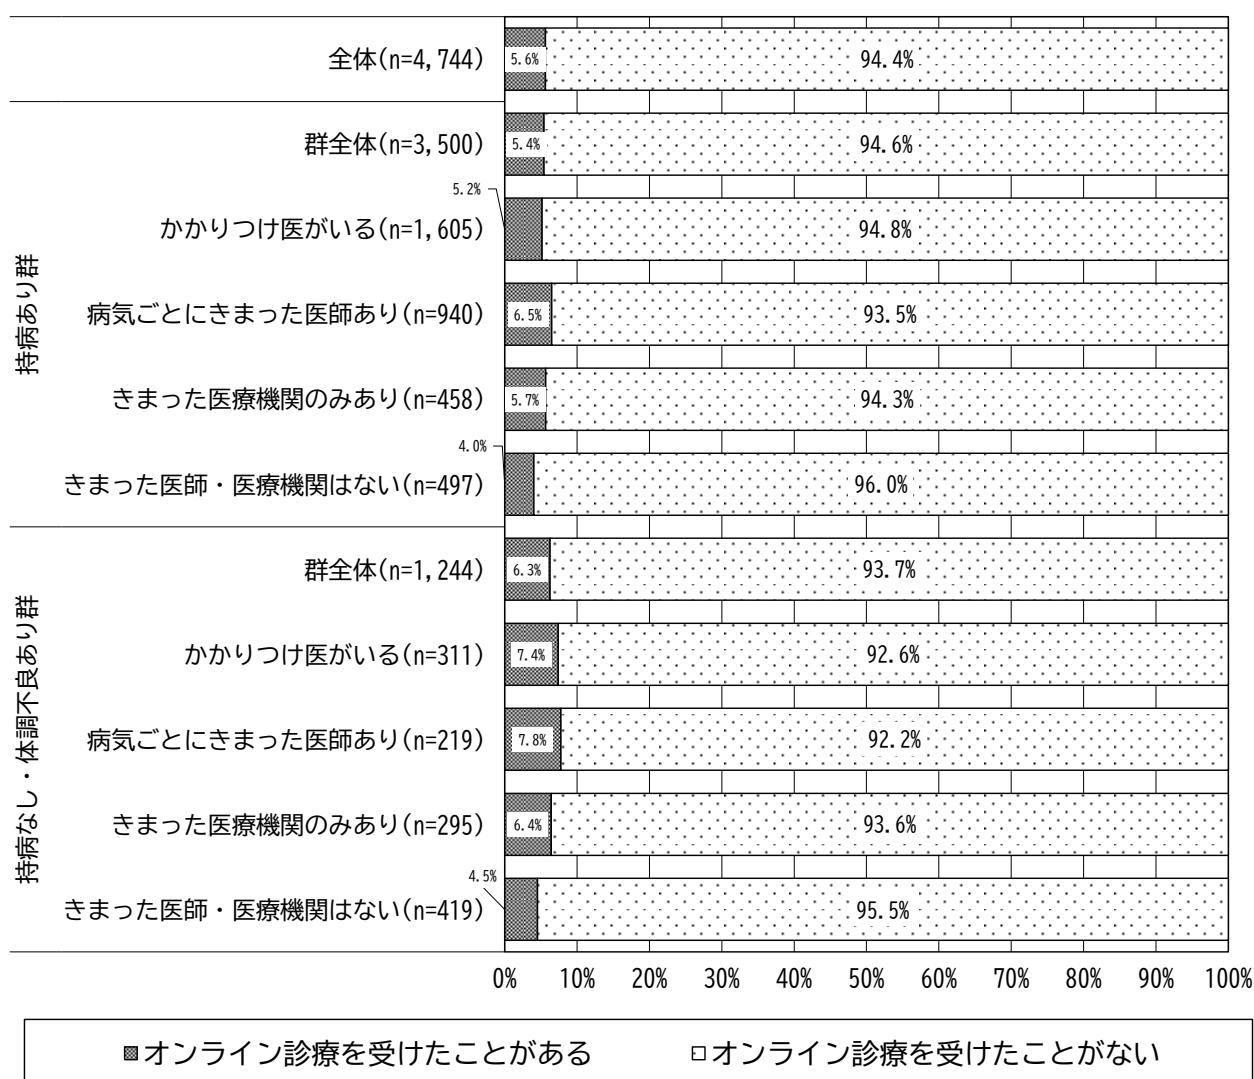 全体(n=4,744)
5.6%
94.4%
持病あり群
群全体(n=3,500)
5.4%
94.6%
かかりつけ医がいる(n=1,605)
5.2%
94.8%
病気ごとにきまった医師あり(n=940)
6.5%
93.5%
きまった医療機関のみあり(n=458)
5.7%
94.3%
きまった医師・医療機関はない(n=497)
4.0%
96.0%
持病なし・体調不良あり群
群全体(n=1,244)
6.3%
93.7%
かかりつけ医がいる(n=311)
7.4%
92.6%
病気ごとにきまった医師あり(n=219)
7.8%
92.2%
きまった医療機関のみあり(n=295)
6.4%
93.6%
きまった医師・医療機関はない(n=419)
4.5%
95.5%
0% 10% 20% 30% 40% 50% 60% 70% 80% 90% 100%
オンライン診療を受けたことがある オンライン診療を受けたことがない